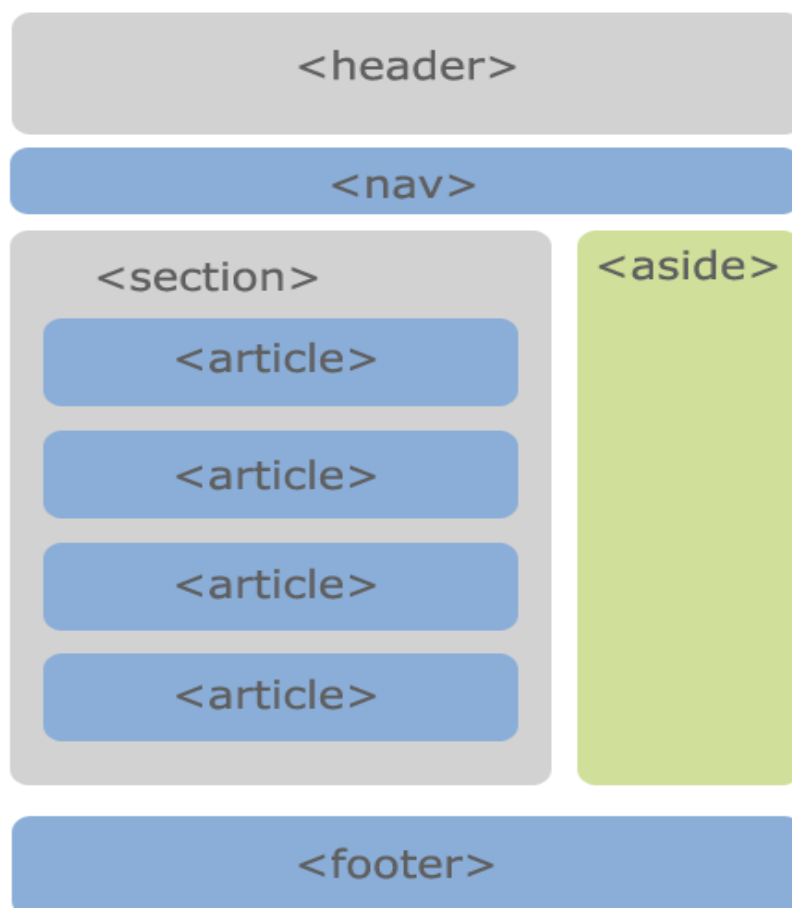 <header>
<nav>
<section>
<article>
<article>
<article>
<article>
<aside>
<footer>